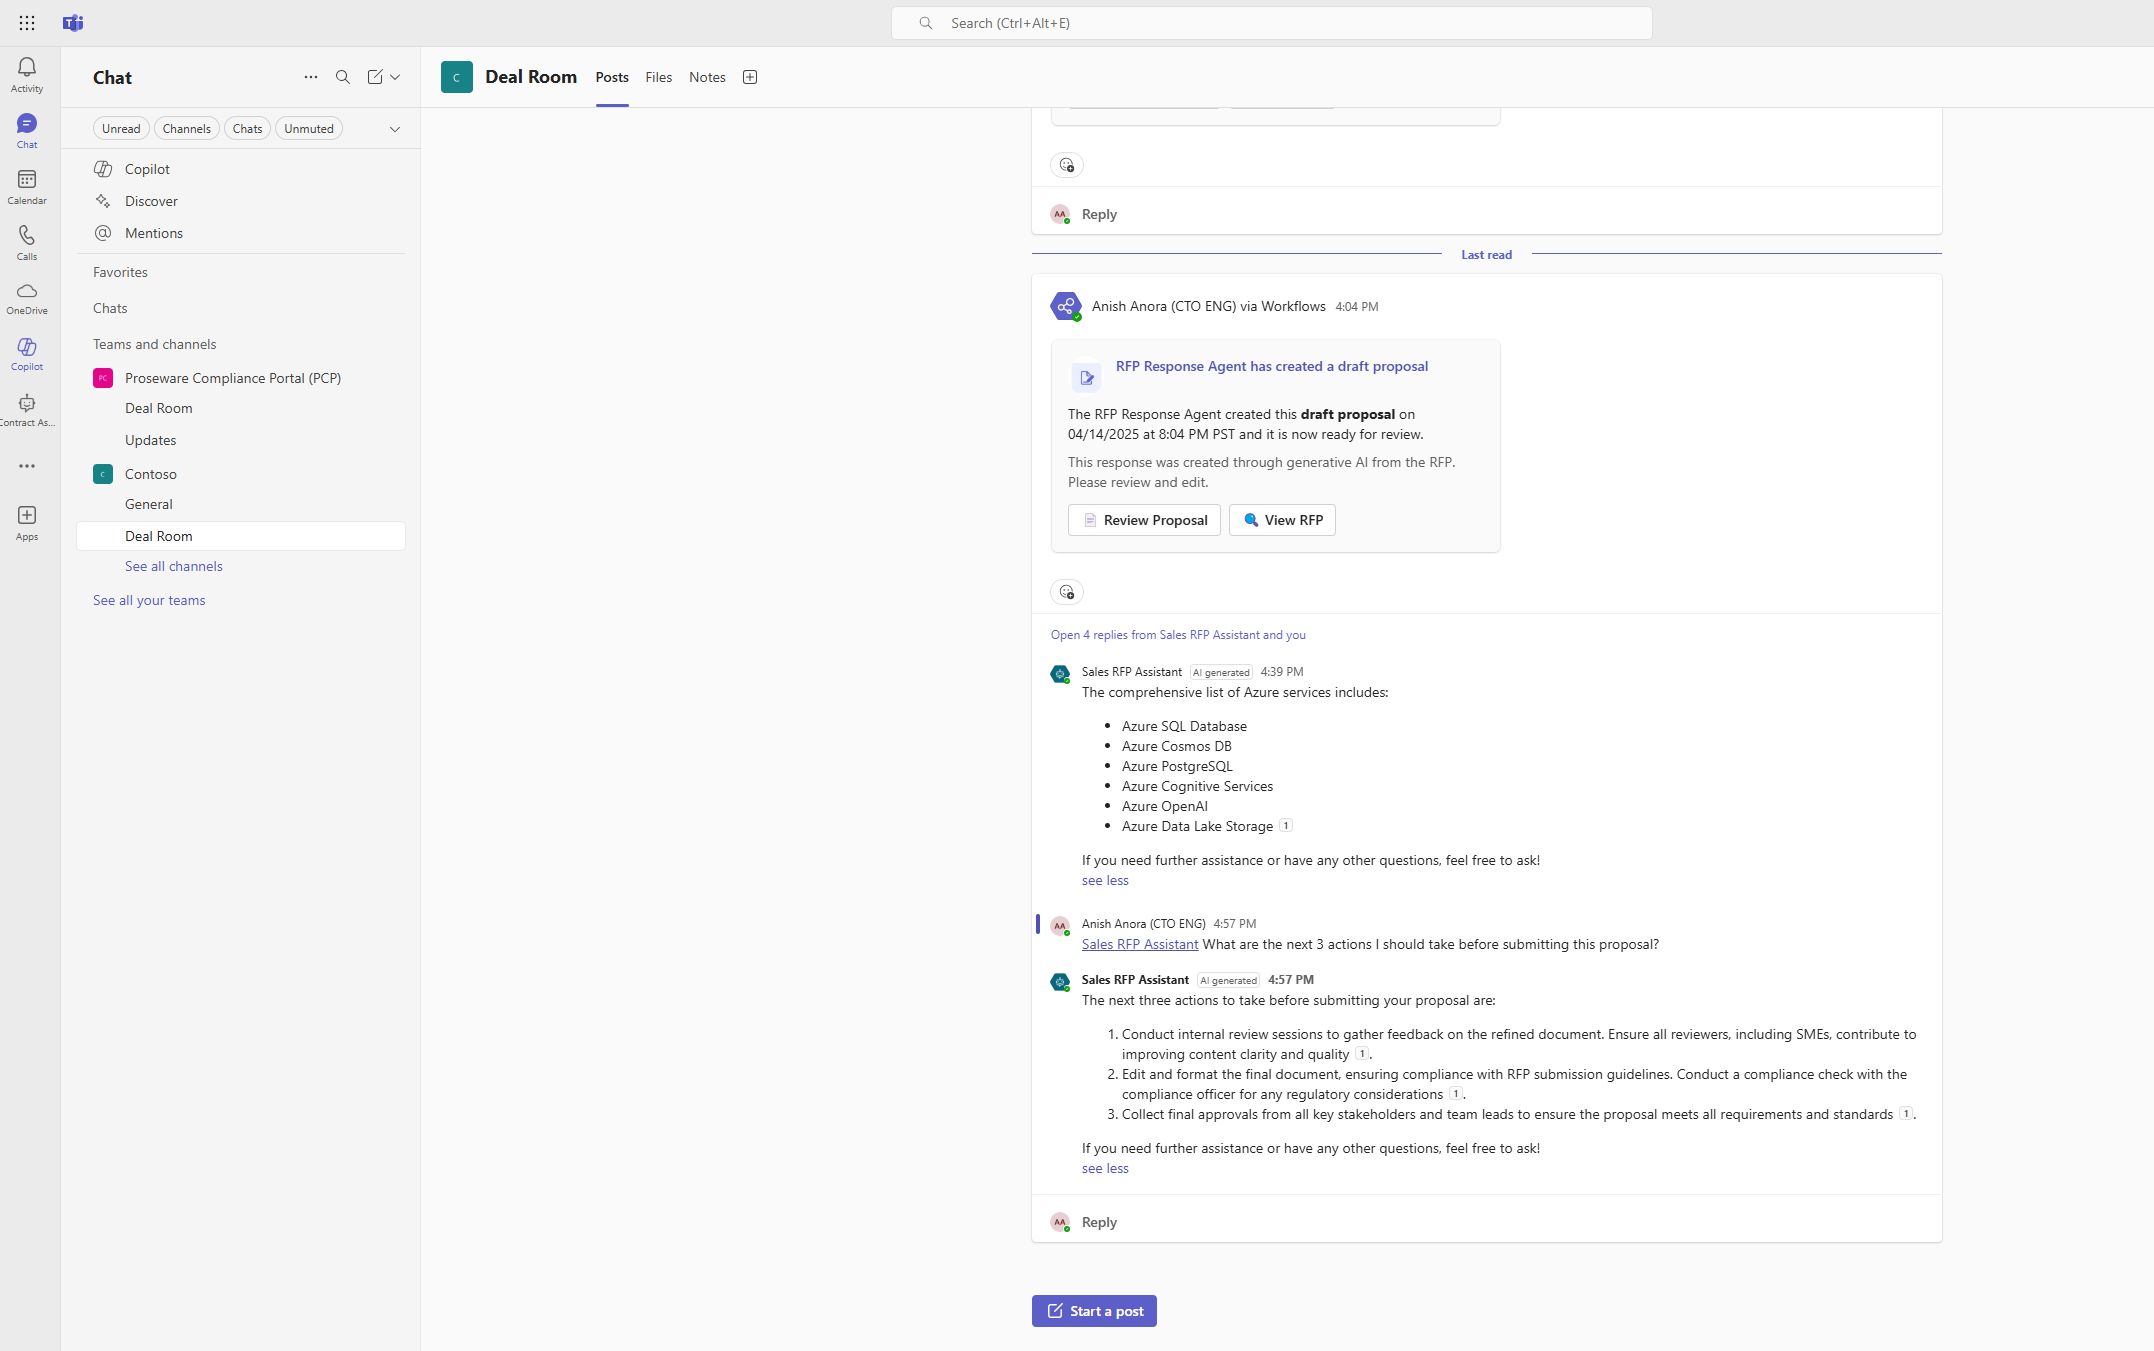 Search (Ctrl+Alt+E)
Activity
Chat
Calendar
Calls
OneDrive
Copilot
Contract As...
Apps
Chat
Unread
Channels
Chats
Unmuted
Copilot
Discover
Mentions
Favorites
Chats
Teams and channels
PC Proseware Compliance Portal (PCP)
Deal Room
Updates
C Contoso
General
Deal Room
See all channels
See all your teams
C Deal Room Posts Files Notes
AA Reply
Last read
Anish Anora (CTO ENG) via Workflows 4:04 PM
RFP Response Agent has created a draft proposal
The RFP Response Agent created this draft proposal on
04/14/2025 at 8:04 PM PST and it is now ready for review.
This response was created through generative AI from the RFP.
Please review and edit.
Review Proposal
View RFP
Open 4 replies from Sales RFP Assistant and you
Sales RFP Assistant AI generated 4:39 PM
The comprehensive list of Azure services includes:
• Azure SQL Database
• Azure Cosmos DB
• Azure PostgreSQL
• Azure Cognitive Services
• Azure OpenAI
• Azure Data Lake Storage 1
If you need further assistance or have any other questions, feel free to ask!
see less
AA Anish Anora (CTO ENG) 4:57 PM
Sales RFP Assistant What are the next 3 actions I should take before submitting this proposal?
Sales RFP Assistant AI generated 4:57 PM
The next three actions to take before submitting your proposal are:
1. Conduct internal review sessions to gather feedback on the refined document. Ensure all reviewers, including SMEs, contribute to
improving content clarity and quality 1.
2. Edit and format the final document, ensuring compliance with RFP submission guidelines. Conduct a compliance check with the
compliance officer for any regulatory considerations 1.
3. Collect final approvals from all key stakeholders and team leads to ensure the proposal meets all requirements and standards 1.
If you need further assistance or have any other questions, feel free to ask!
see less
AA Reply
Start a post